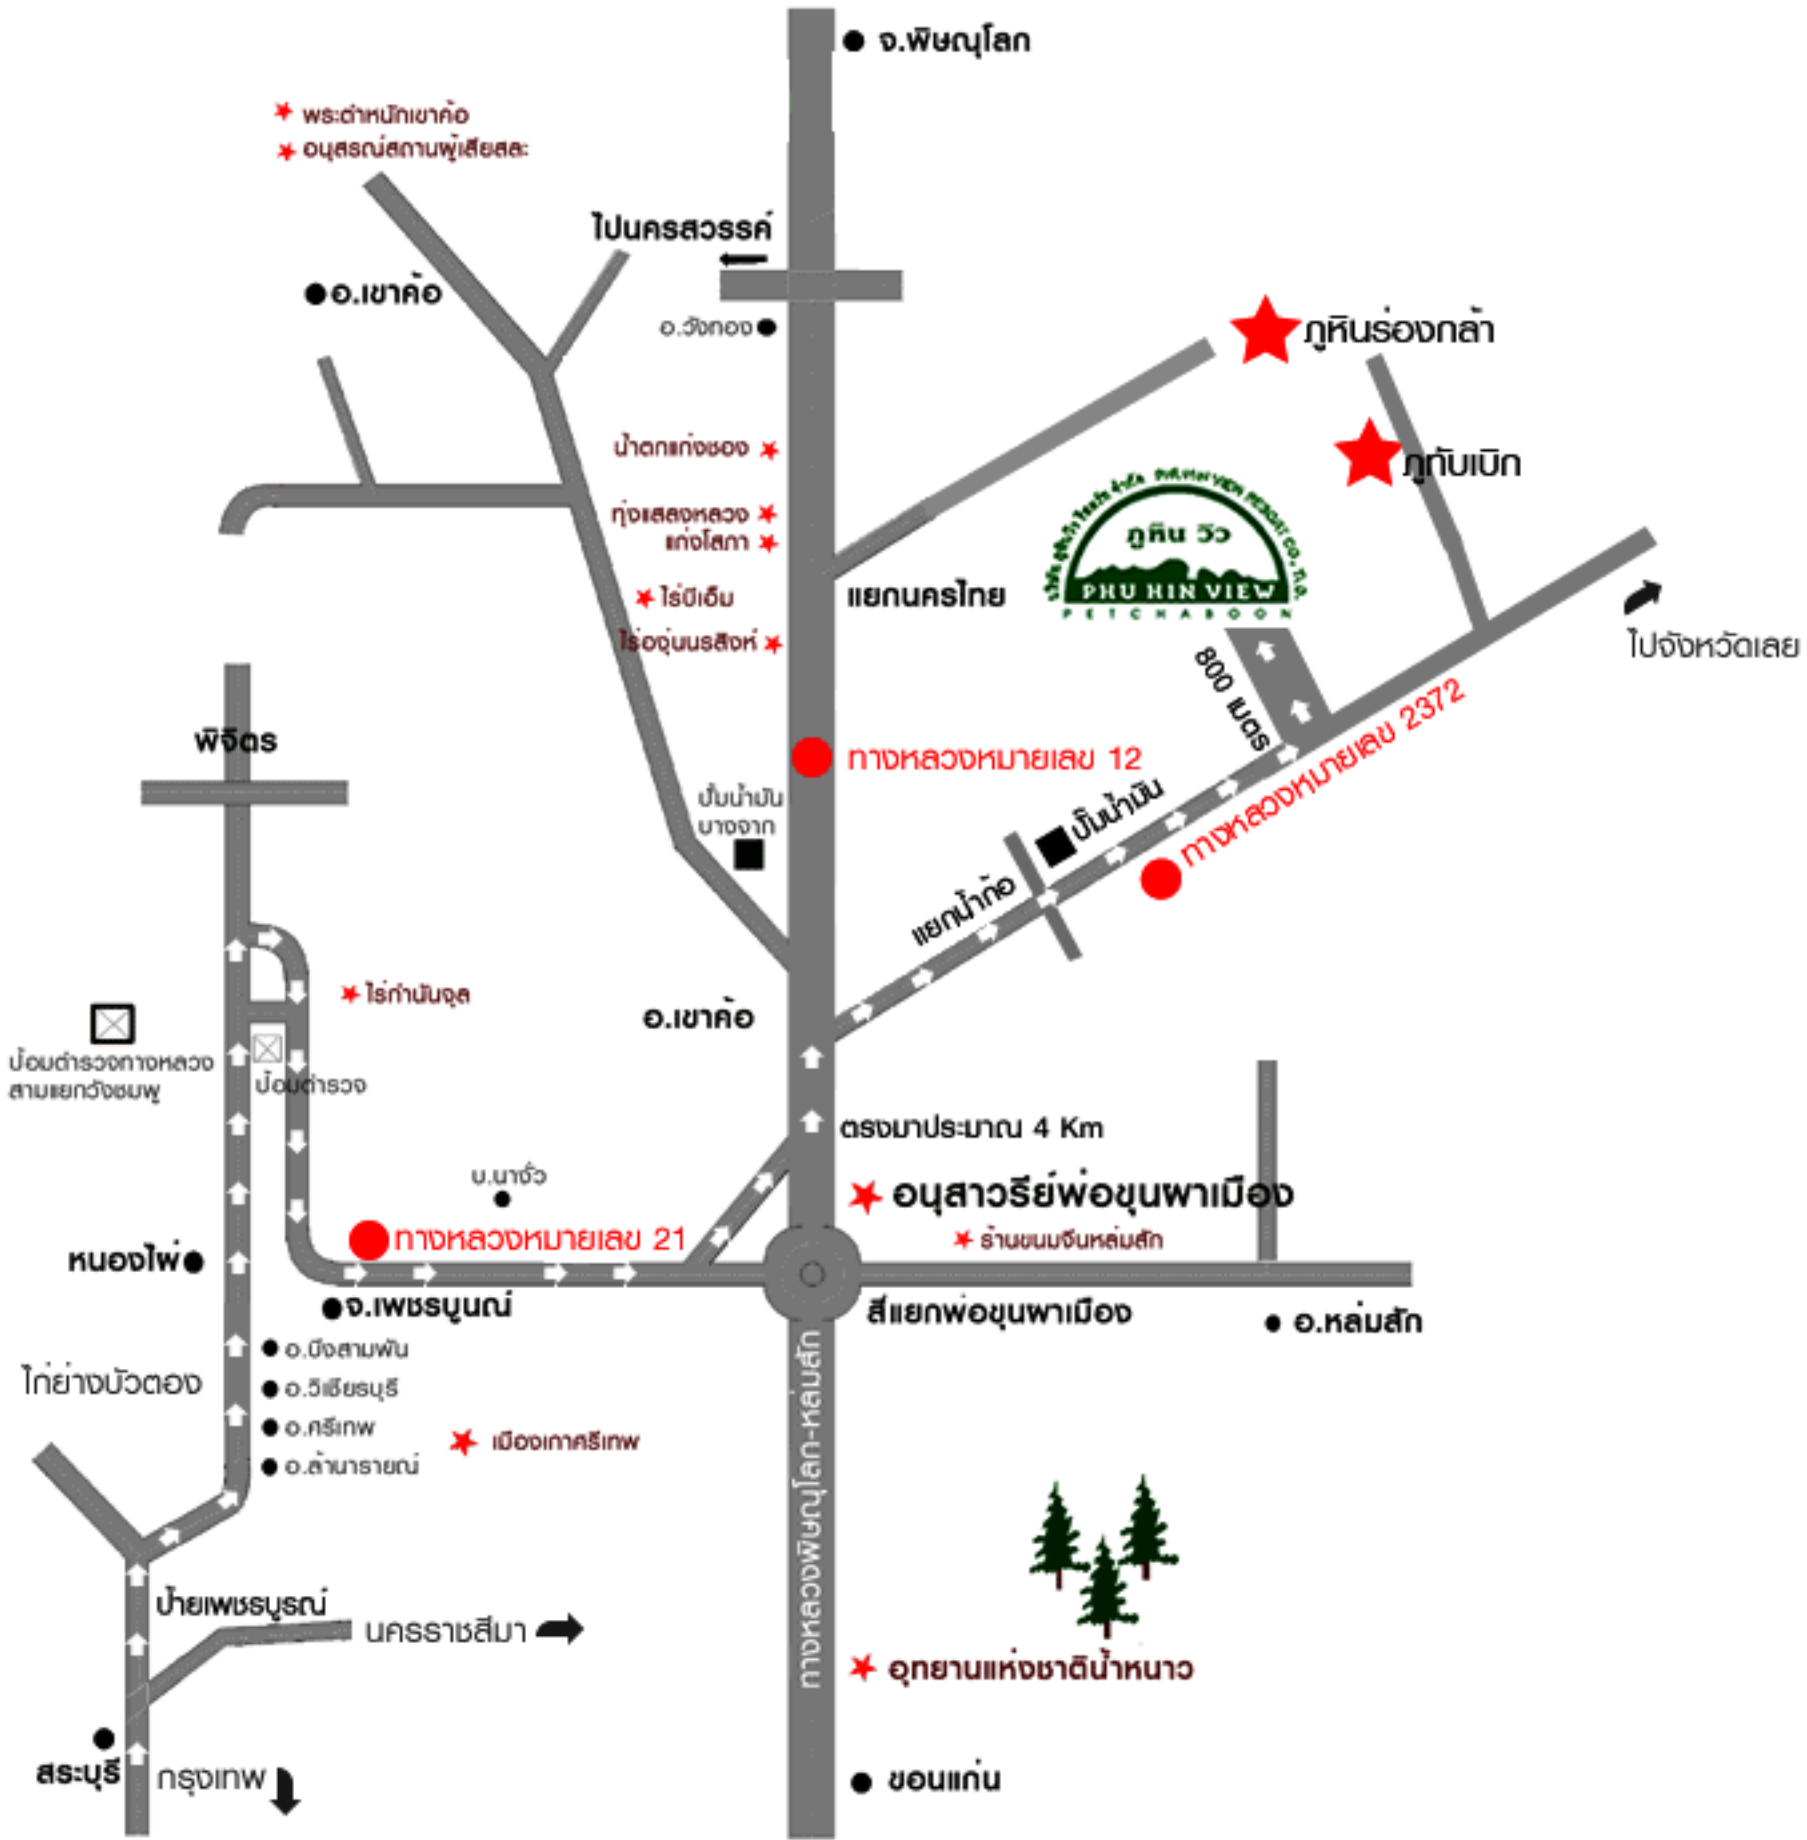 จ.พิษณุโลก
พระตำหนักเขาค้อ
อนุสรณ์สถานผู้เสียสละ
ไปนครสวรรค์
อ.เขาค้อ
อ.วังทอง
ภูหินร่องกล้า
น้ำตกแก่งซอง
ภูทับเบิก
ทุ่งแสลงหลวง
แก่งโสภา
ภูหิน วิว
PHU HIN VIEW
PETCHABOON
ไร่บีเอ็ม
แยกนครไทย
ไร่องุ่นนรสิงห์
ไปจังหวัดเลย
800 เมตร
พิจิตร
ทางหลวงหมายเลข 12
ทางหลวงหมายเลข 2372
ปั๊มน้ำมัน
บางจาก
ปั๊มน้ำมัน
แยกน้ำก้อ
ไร่กำนันจุล
อ.เขาค้อ
ป้อมตำรวจทางหลวง
สามแยกวังชมพู
ป้อมตำรวจ
ตรงมาประมาณ 4 Km
บ.นางั่ว
อนุสาวรีย์พ่อขุนผาเมือง
ทางหลวงหมายเลข 21
ร้านขนมจีนหล่มสัก
หนองไผ่
จ.เพชรบูนณ์
สี่แยกพ่อขุนผาเมือง
อ.หล่มสัก
อ.บึงสามพัน
ไก่ย่างบัวตอง
อ.วิเชียรบุรี
อ.ศรีเทพ
เมืองเกาศรีเทพ
อ.ลำนารายณ์
ทางหลวงพิษณุโลก-หล่มสัก
ป้ายเพชรบูรณ์
นครราชสีมา
อุทยานแห่งชาติน้ำหนาว
สระบุรี
กรุงเทพ
ขอนแก่น